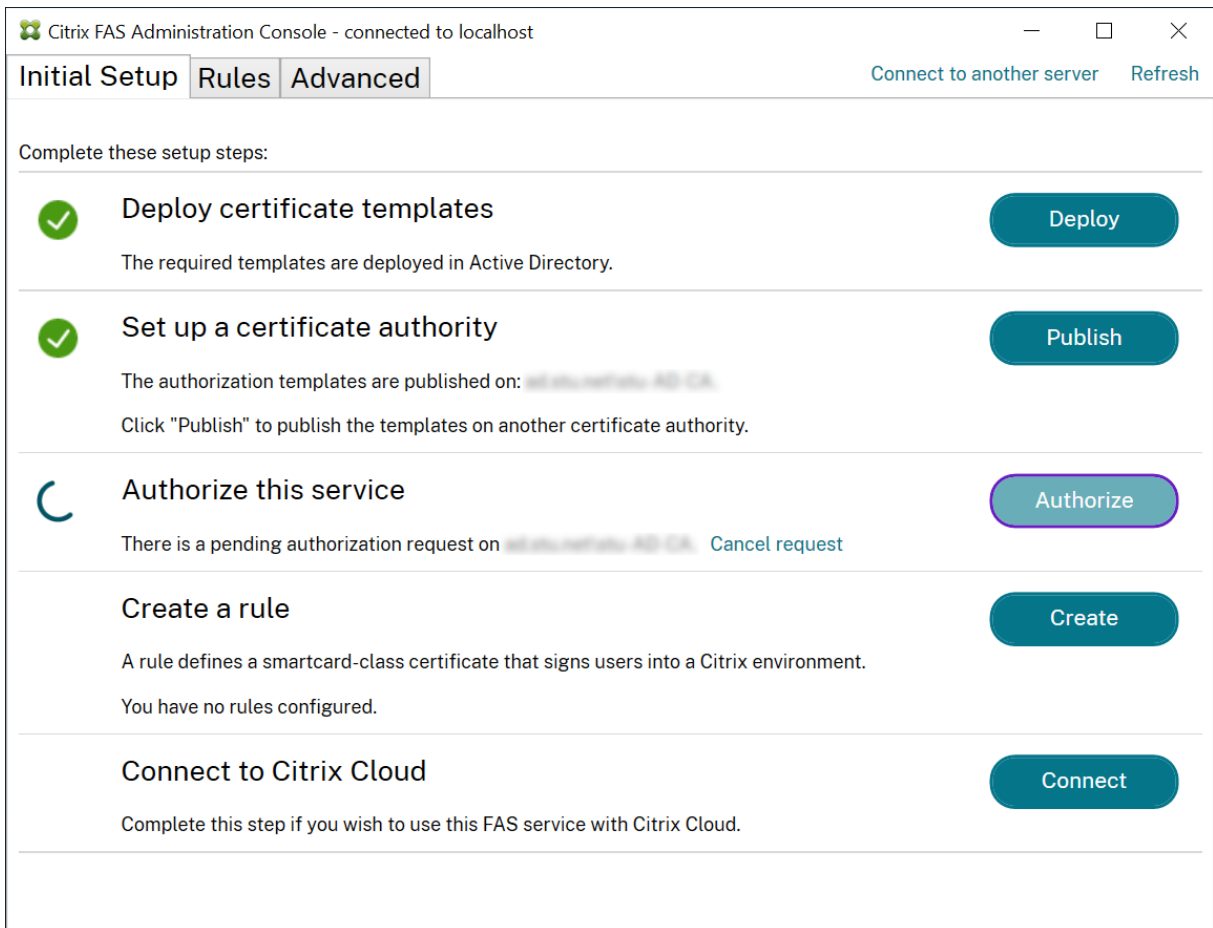 Citrix FAS Administration Console - connected to localhost
Initial Setup Rules Advanced Connect to another server Refresh
Complete these setup steps:
Deploy certificate templates
Deploy
The required templates are deployed in Active Directory.
Set up a certificate authority
Publish
The authorization templates are published on:
Click "Publish" to publish the templates on another certificate authority.
Authorize this service
Authorize
There is a pending authorization request on Cancel request
Create a rule
Create
A rule defines a smartcard-class certificate that signs users into a Citrix environment.
You have no rules configured.
Connect to Citrix Cloud
Connect
Complete this step if you wish to use this FAS service with Citrix Cloud.